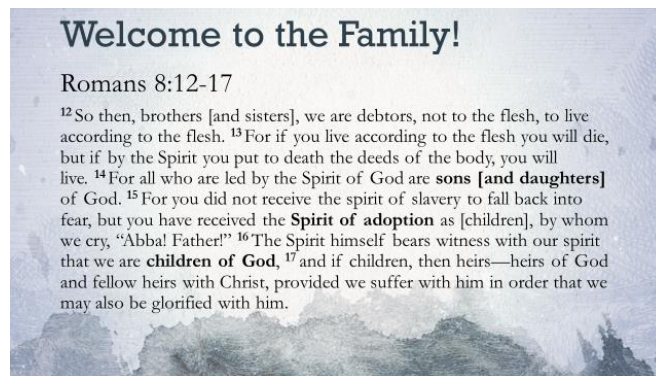 Welcome to the Family!
Romans 8:12-17
12 So then, brothers [and sisters], we are debtors, not to the flesh, to live
according to the flesh. 13 For if you live according to the flesh you will die,
but if by the Spirit you put to death the deeds of the body, you will
live. 14 For all who are led by the Spirit of God are sons [and daughters]
of God. 15 For you did not receive the spirit of slavery to fall back into
fear, but you have received the Spirit of adoption as [children], by whom
we cry, “Abba! Father!” 16 The Spirit himself bears witness with our spirit
that we are children of God, 17 and if children, then heirs—heirs of God
and fellow heirs with Christ, provided we suffer with him in order that we
may also be glorified with him.